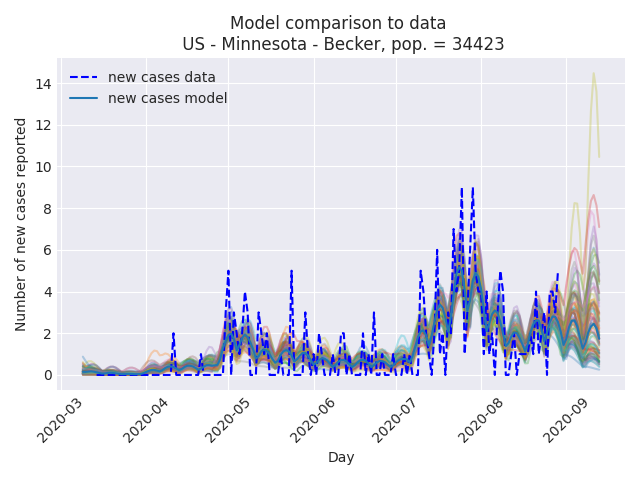 Model comparison to data
US - Minnesota - Becker, pop. = 34423
new cases data
new cases model
Number of new cases reported
14
12
10
8
6
4
2
0
2020-03
2020-04
2020-05
2020-06
2020-07
2020-08
2020-09
Day